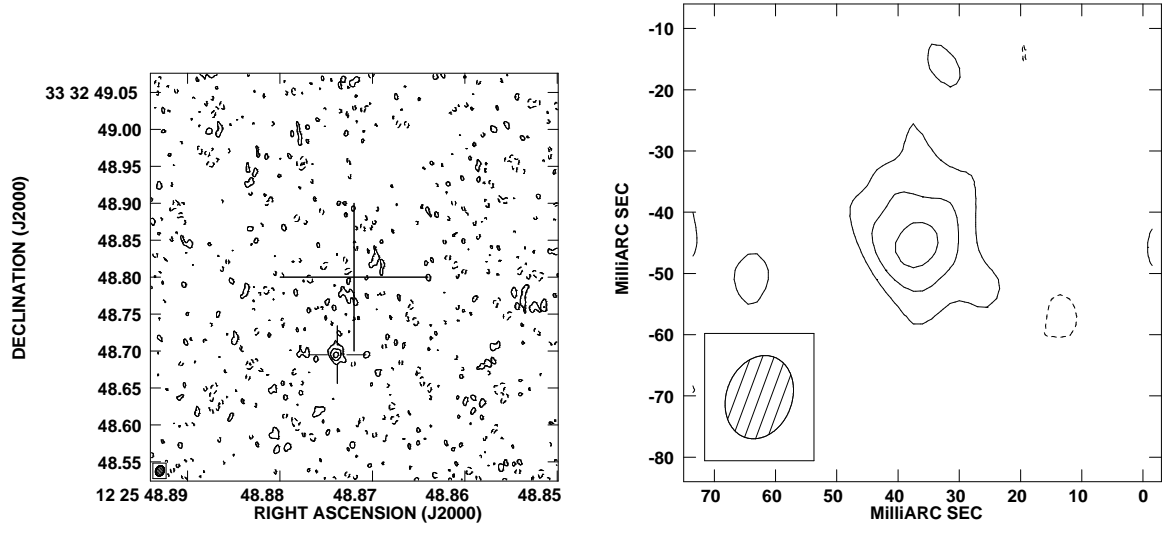 33 32 49.05
49.00
48.95
48.90
48.85
48.80
48.75
48.70
48.65
48.60
48.55
DECLINATION (J2000)
12 25 48.89 48.88 48.87 48.86 48.85
RIGHT ASCENSION (J2000)
-10
-20
-30
-40
-50
-60
-70
-80
MilliARC SEC
70 60 50 40 30 20 10 0
MilliARC SEC